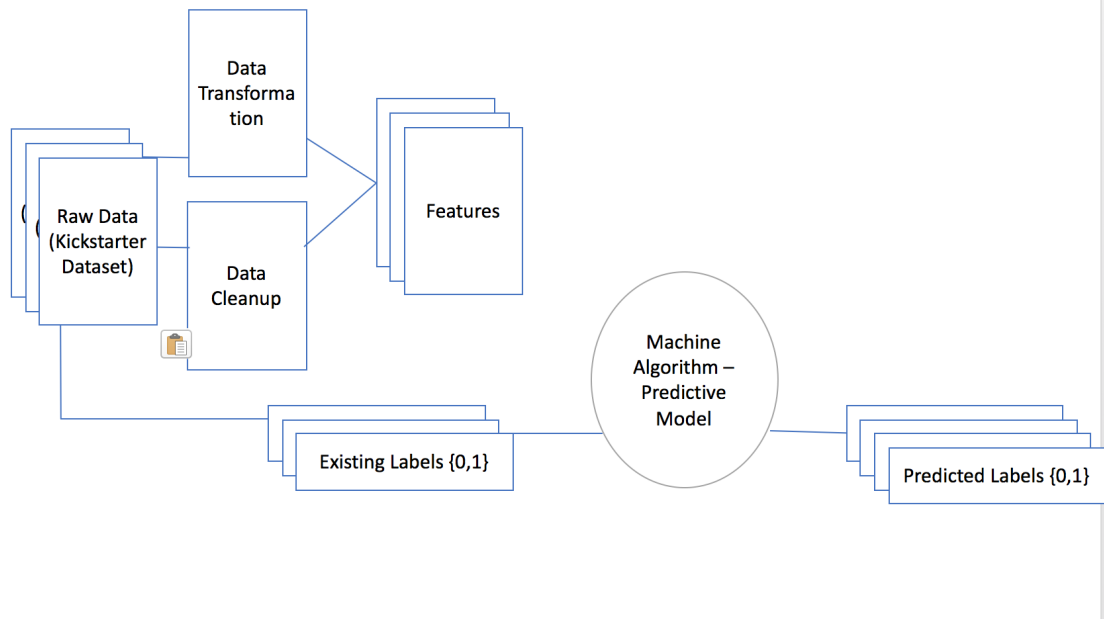 Data
Transforma
tion
Raw Data
(Kickstarter
Dataset)
(
(
Features
Data
Cleanup
Machine
Algorithm –
Predictive
Model
Existing Labels {0,1}
Predicted Labels {0,1}